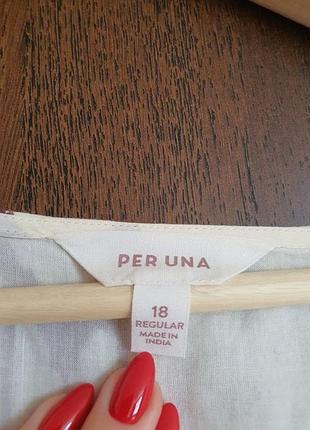 PER UNA
18
REGULAR
MADE IN
INDIA